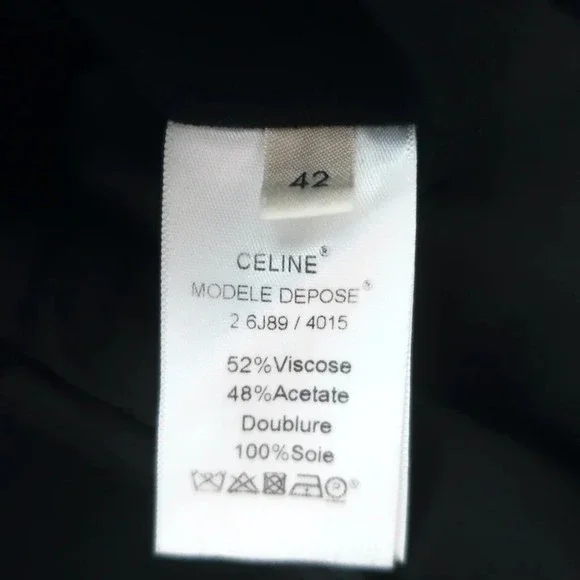 42
CELINE®
MODELE DEPOSE®
2 6J89 / 4015
52%Viscose
48%Acetate
Doublure
100%Soie